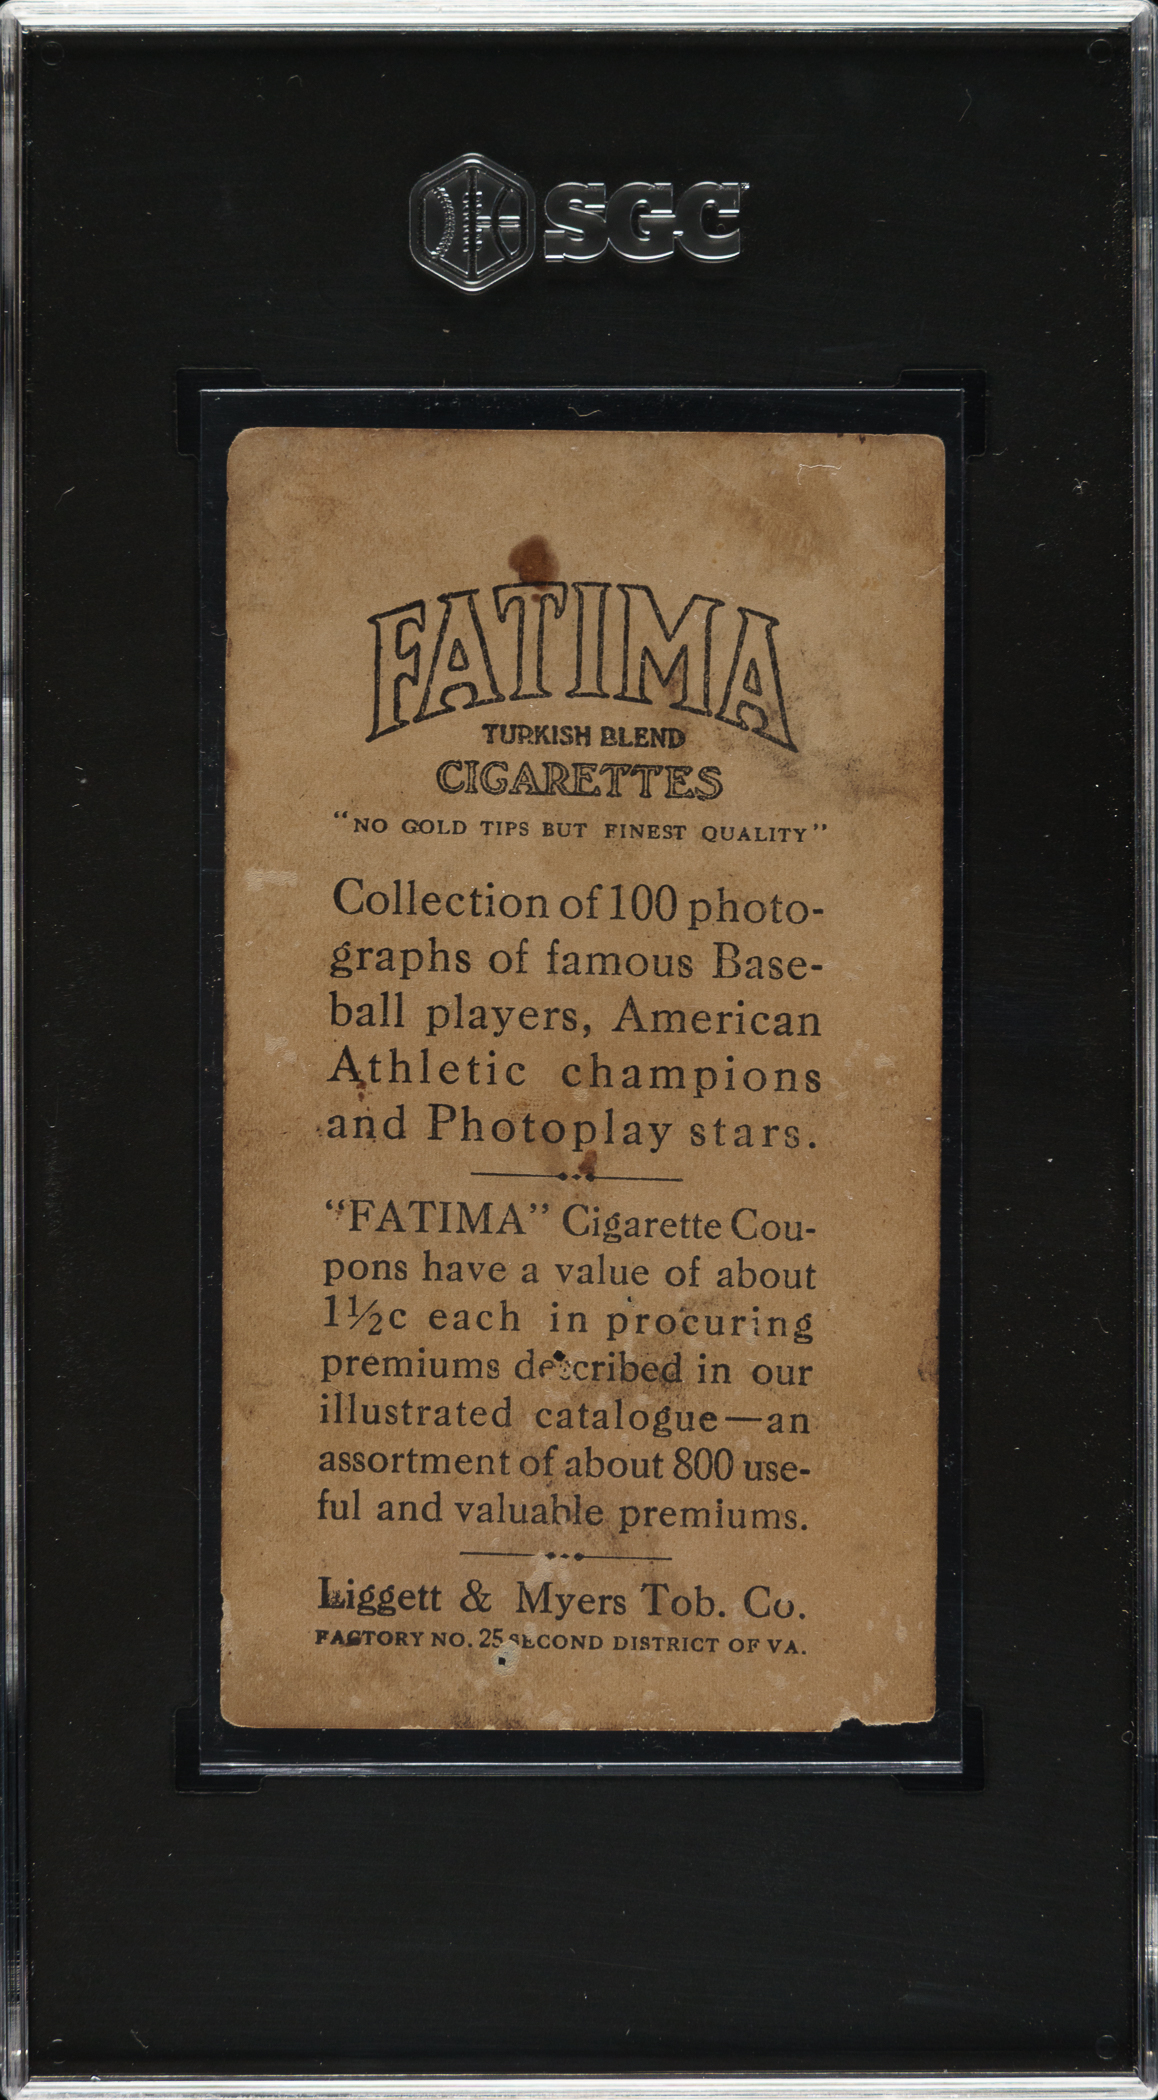 SGC
FATIMA
TURKISH BLEND
CIGARETTES
“NO GOLD TIPS BUT FINEST QUALITY”
Collection of 100 photo-
graphs of famous Base-
ball players, American
Athletic champions
and Photoplay stars.
“FATIMA” Cigarette Cou-
pons have a value of about
1½c each in procuring
premiums described in our
illustrated catalogue—an
assortment of about 800 use-
ful and valuable premiums.
Liggett & Myers Tob. Co.
FACTORY NO. 25 SECOND DISTRICT OF VA.